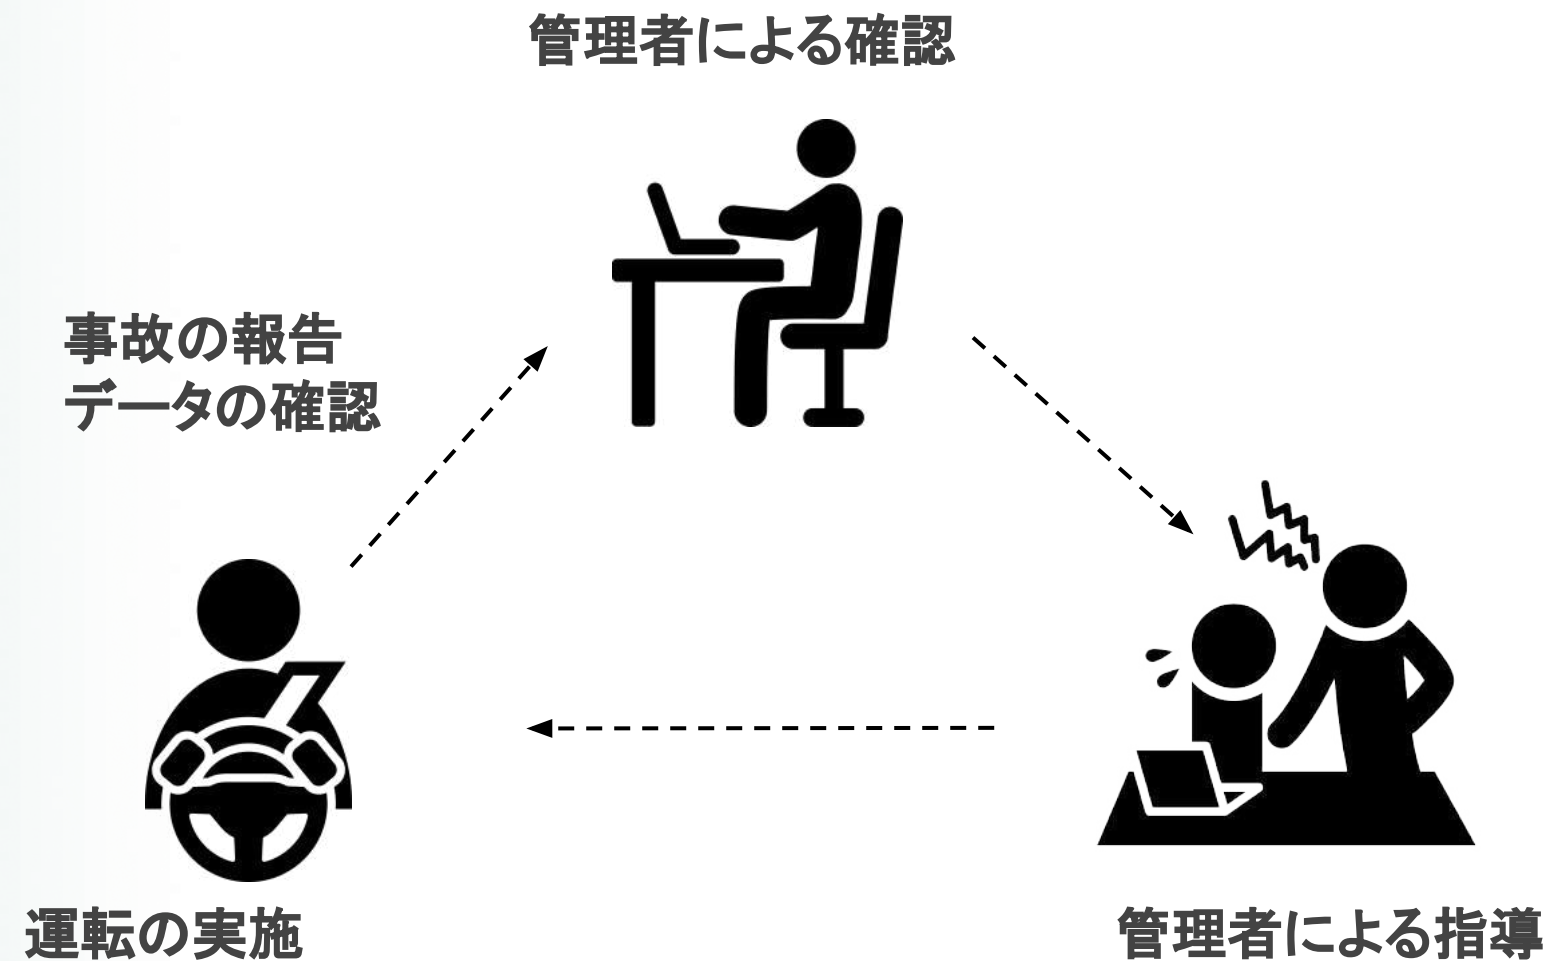 管理者による確認
事故の報告
データの確認
運転の実施
管理者による指導